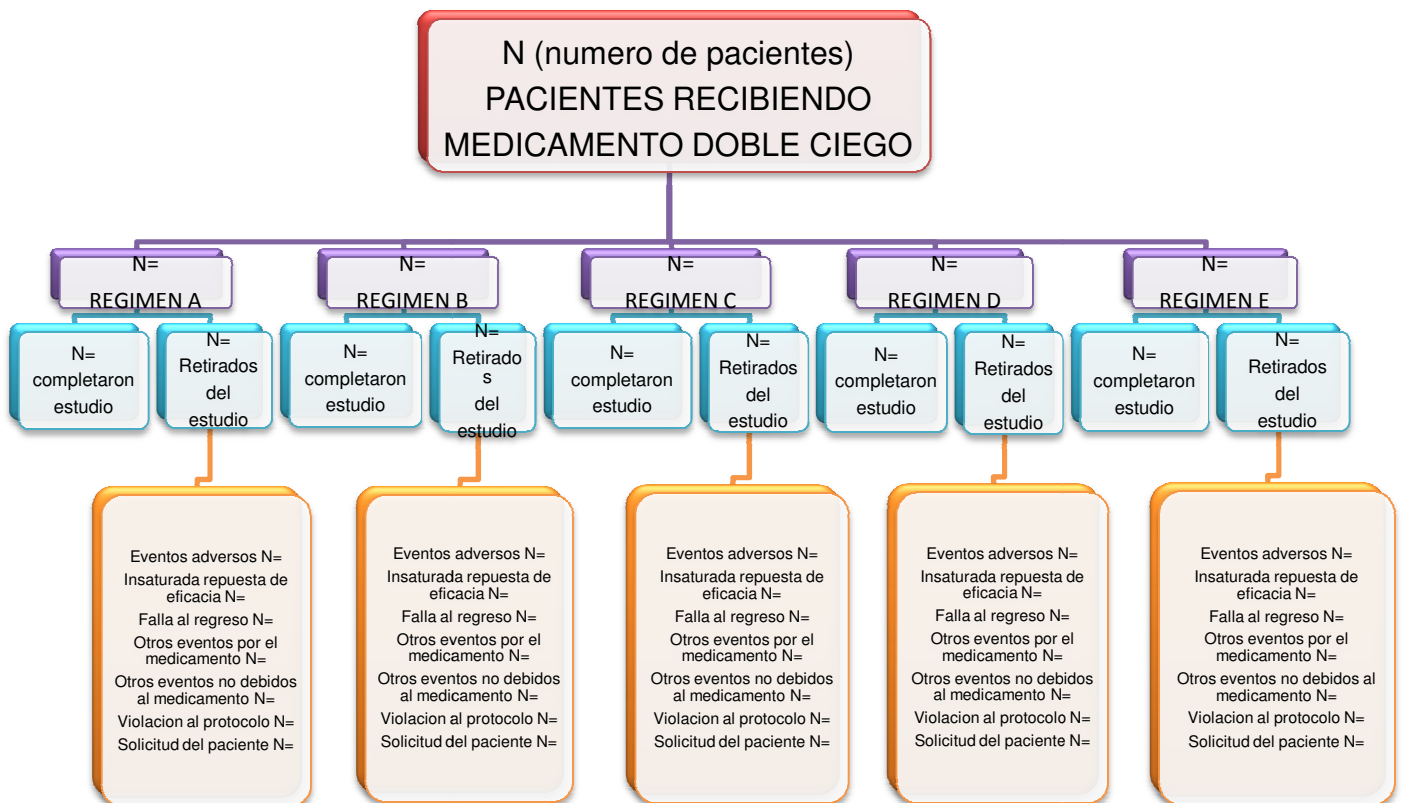 N (numero de pacientes)
PACIENTES RECIBIENDO
MEDICAMENTO DOBLE CIEGO
N=
REGIMEN A
N=
REGIMEN B
N=
REGIMEN C
N=
REGIMEN D
N=
REGIMEN E
N=
completaron
estudio
N=
Retirados
del
estudio
N=
completaron
estudio
N=
Retirado
s
del
estudio
N=
completaron
estudio
N=
Retirados
del
estudio
N=
completaron
estudio
N=
Retirados
del
estudio
N=
completaron
estudio
N=
Retirados
del
estudio
Eventos adversos N=
Insaturada repuesta de
eficacia N=
Falla al regreso N=
Otros eventos por el
medicamento N=
Otros eventos no debidos
al medicamento N=
Violacion al protocolo N=
Solicitud del paciente N=
Eventos adversos N=
Insaturada repuesta de
eficacia N=
Falla al regreso N=
Otros eventos por el
medicamento N=
Otros eventos no debidos
al medicamento N=
Violacion al protocolo N=
Solicitud del paciente N=
Eventos adversos N=
Insaturada repuesta de
eficacia N=
Falla al regreso N=
Otros eventos por el
medicamento N=
Otros eventos no debidos
al medicamento N=
Violacion al protocolo N=
Solicitud del paciente N=
Eventos adversos N=
Insaturada repuesta de
eficacia N=
Falla al regreso N=
Otros eventos por el
medicamento N=
Otros eventos no debidos
al medicamento N=
Violacion al protocolo N=
Solicitud del paciente N=
Eventos adversos N=
Insaturada repuesta de
eficacia N=
Falla al regreso N=
Otros eventos por el
medicamento N=
Otros eventos no debidos al
medicamento N=
Violacion al protocolo N=
Solicitud del paciente N=